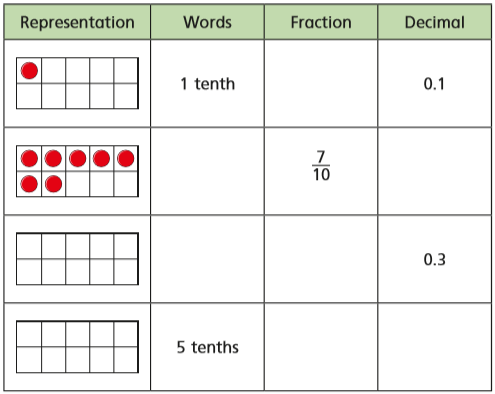 Representation Words Fraction Decimal
1 tenth 0.1
7/10
0.3
5 tenths